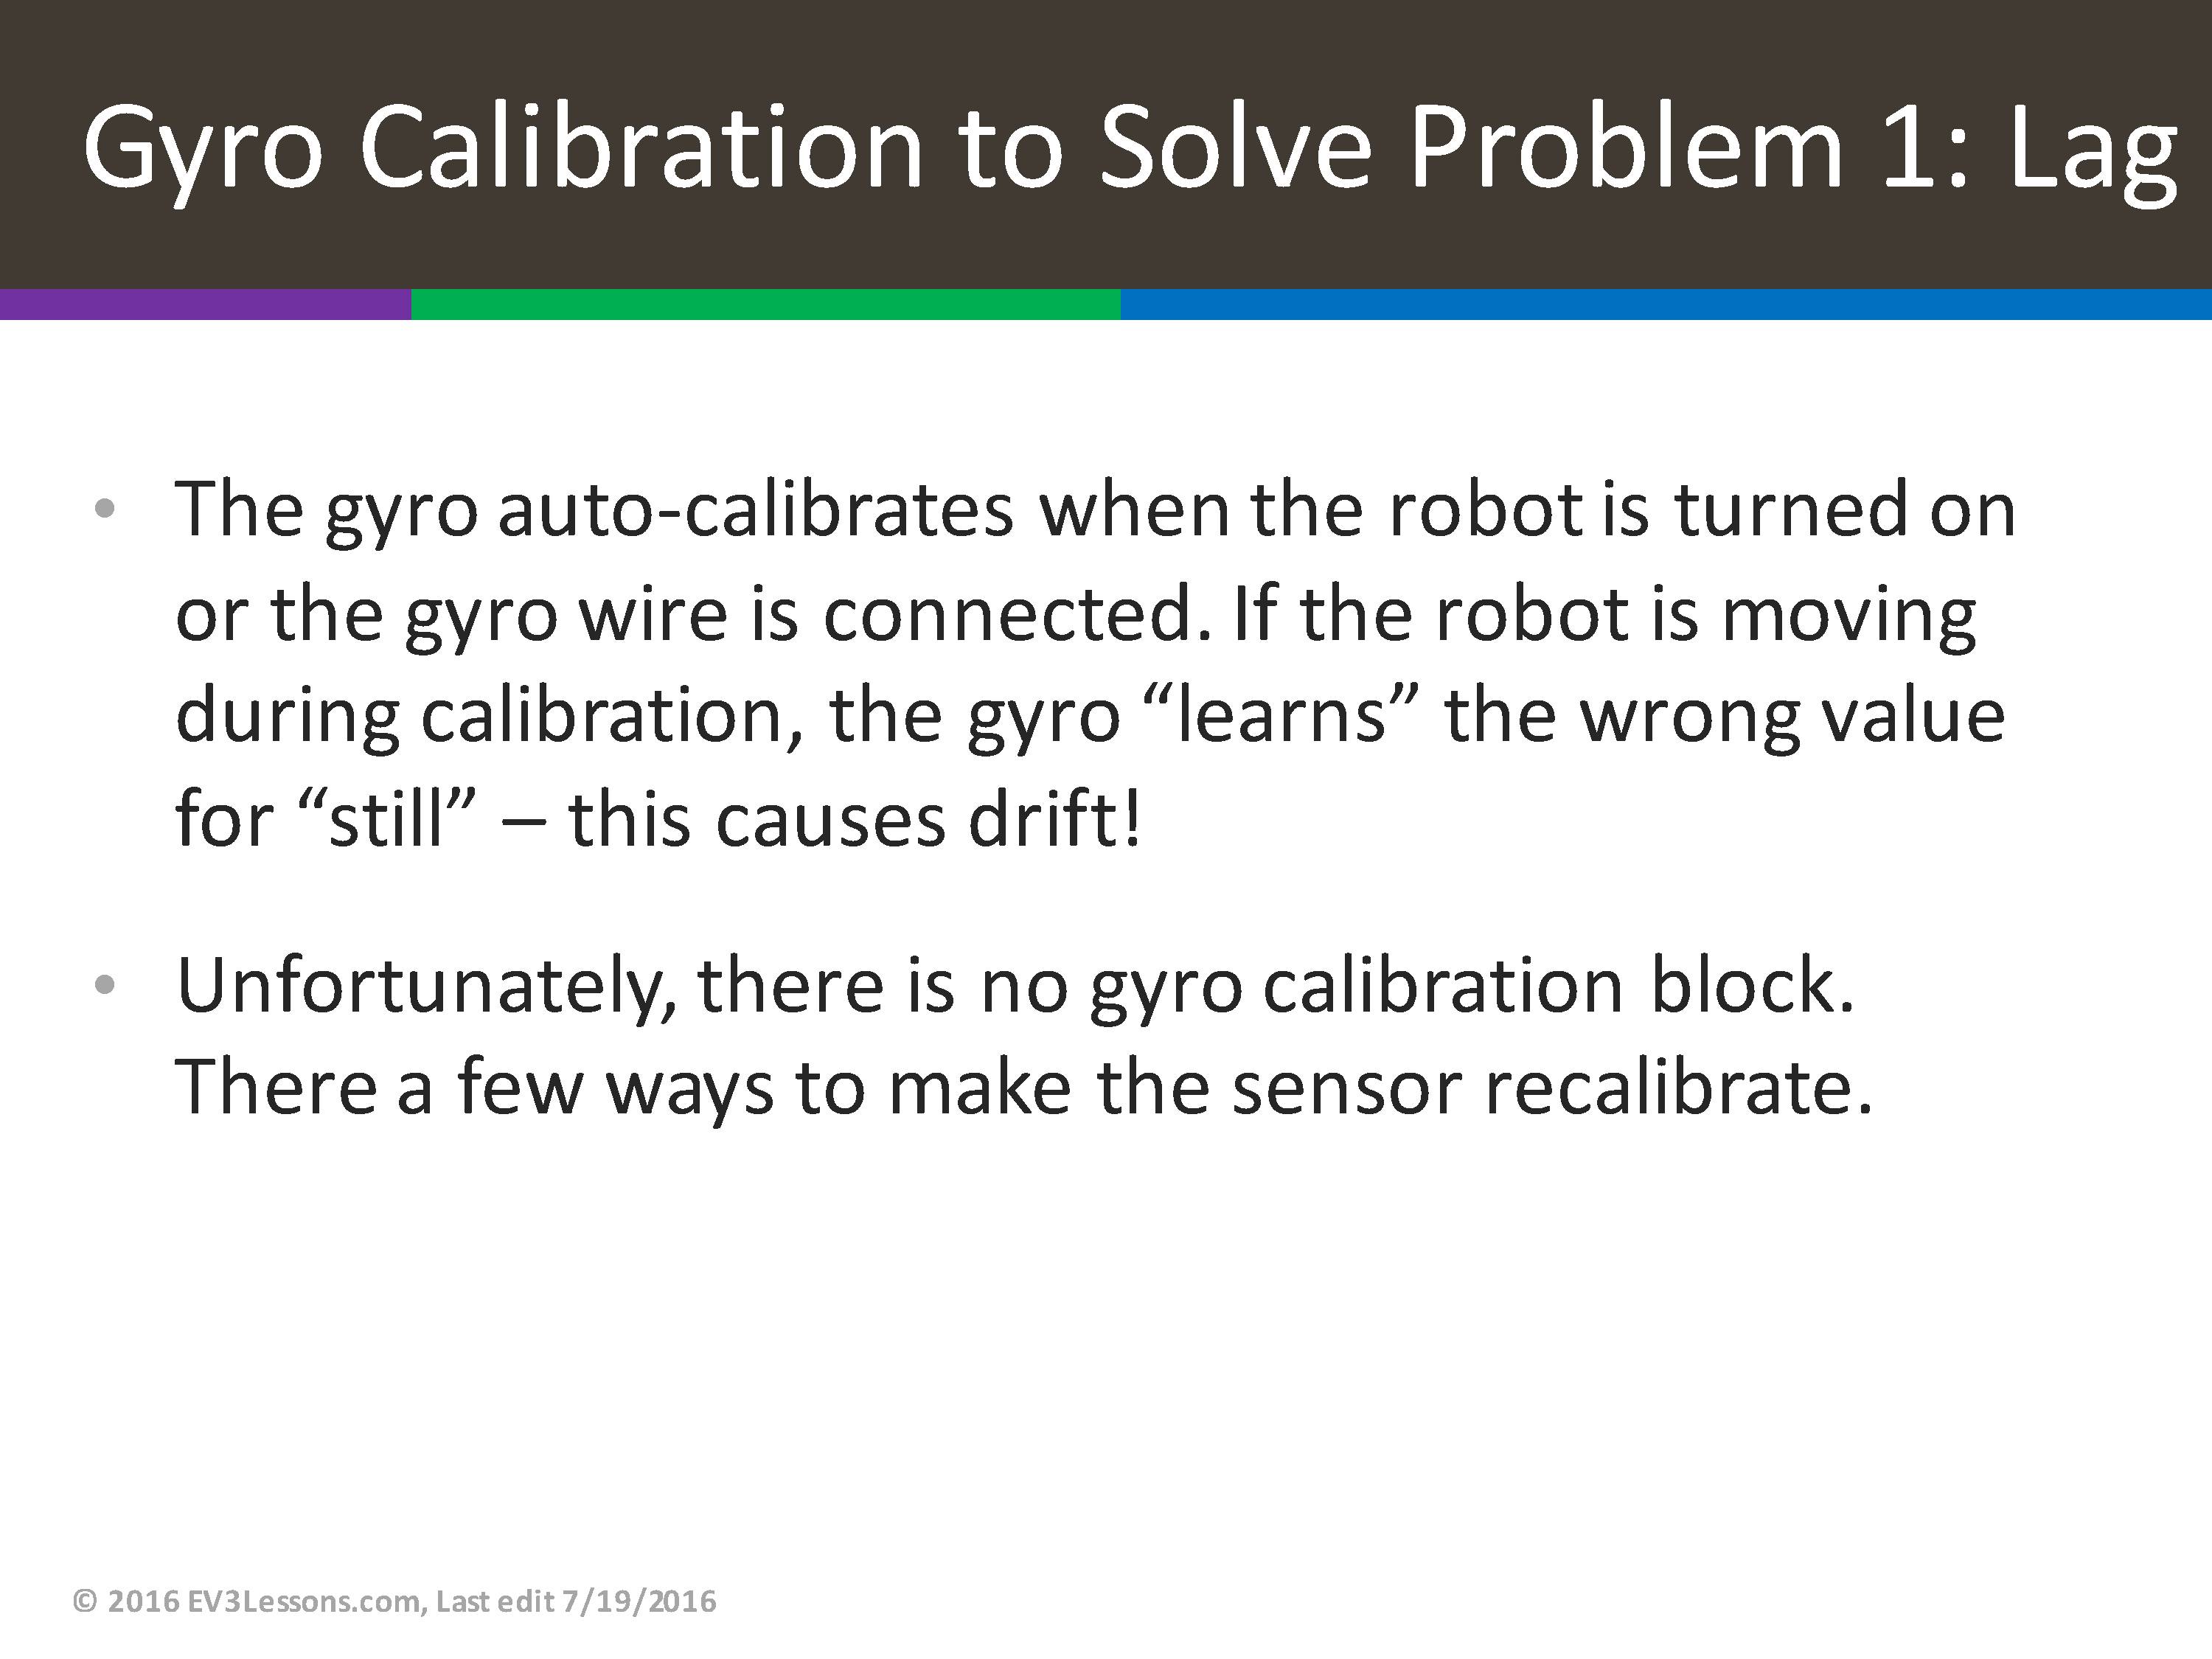 Gyro Calibration to Solve Problem 1: Lag
• The gyro auto-calibrates when the robot is turned on
or the gyro wire is connected. If the robot is moving
during calibration, the gyro “learns” the wrong value
for “still” – this causes drift!
• Unfortunately, there is no gyro calibration block.
There a few ways to make the sensor recalibrate.
© 2016 EV3Lessons.com, Last edit 7/19/2016